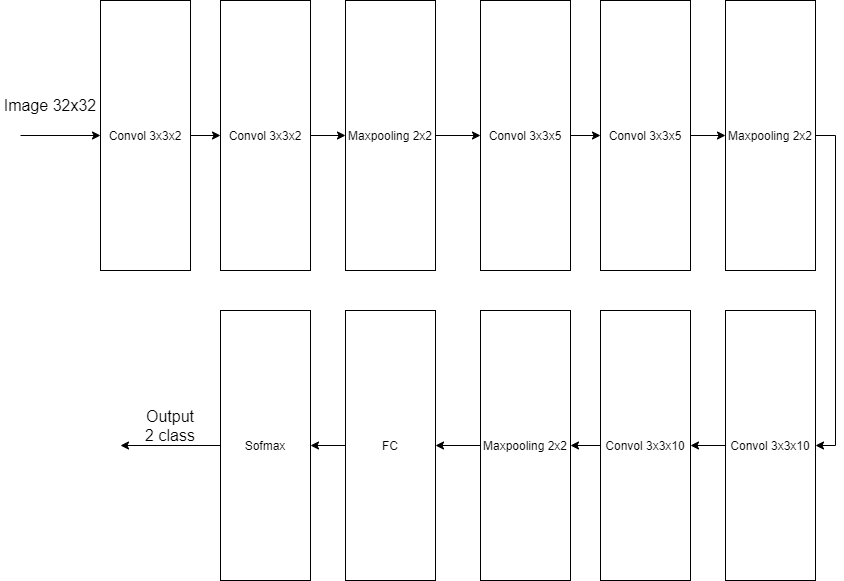 Image 32x32
Convol 3x3x2
Convol 3x3x2
Maxpooling 2x2
Convol 3x3x5
Convol 3x3x5
Maxpooling 2x2
Convol 3x3x10
Convol 3x3x10
Maxpooling 2x2
FC
Sofmax
Output
2 class